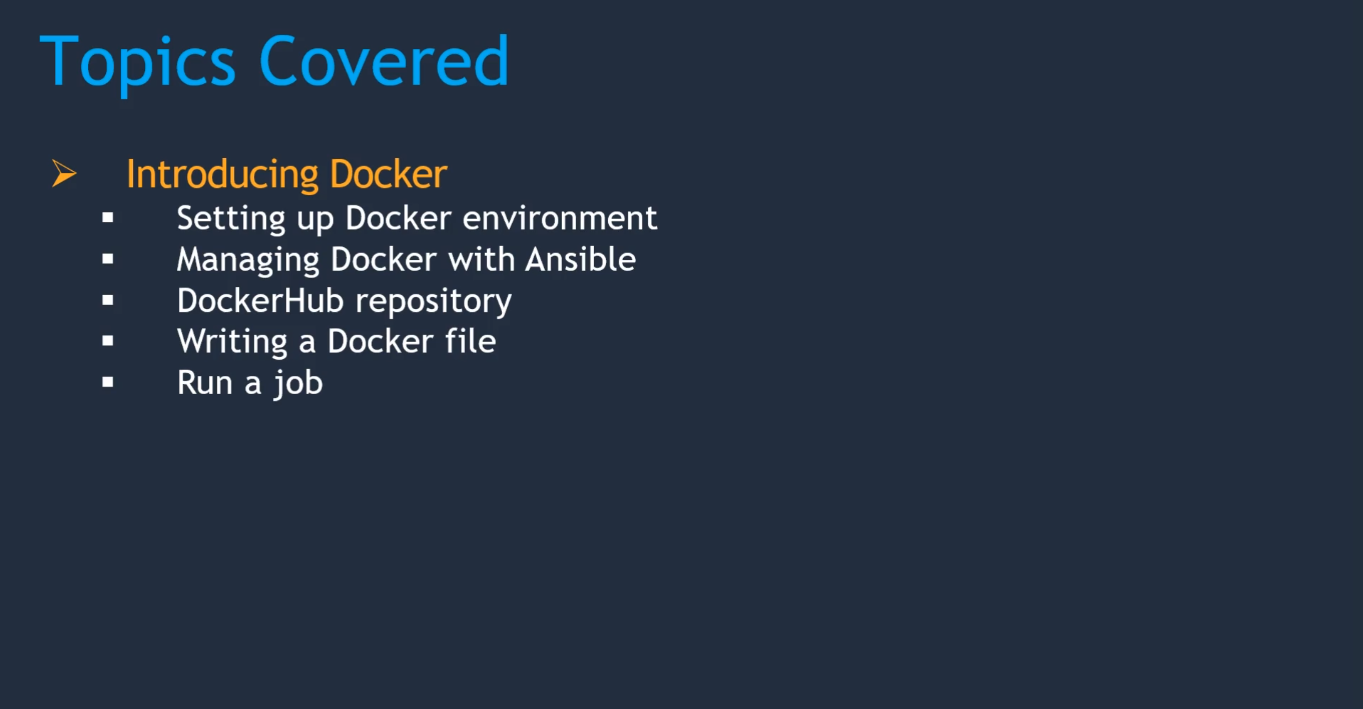 Topics Covered
Introducing Docker
Setting up Docker environment
Managing Docker with Ansible
DockerHub repository
Writing a Docker file
Run a job